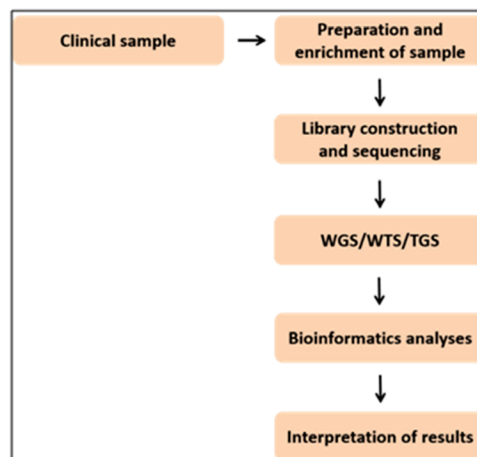 Clinical sample
Preparation and
enrichment of sample
Library construction
and sequencing
WGS/WTS/TGS
Bioinformatics analyses
Interpretation of results